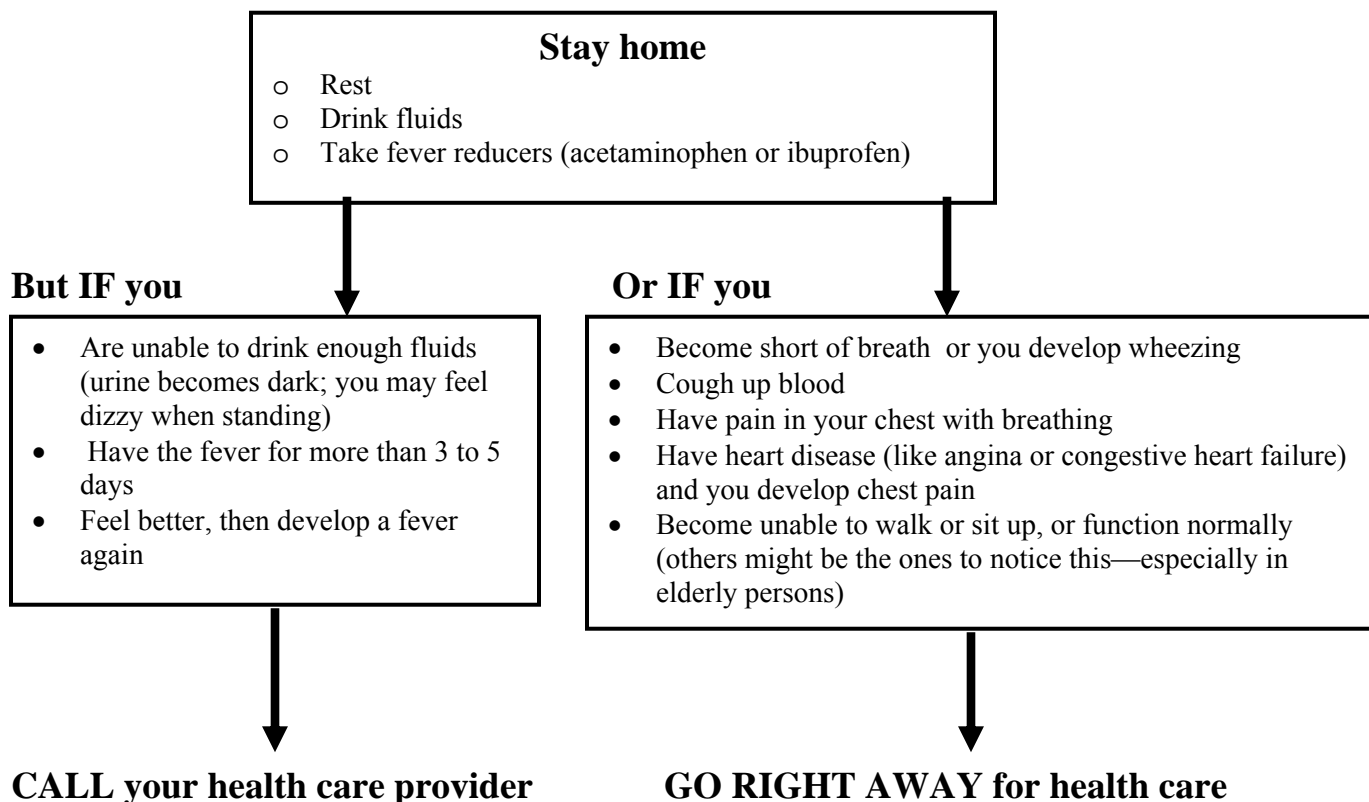 Stay home
o Rest
o Drink fluids
o Take fever reducers (acetaminophen or ibuprofen)
But IF you
• Are unable to drink enough fluids
(urine becomes dark; you may feel
dizzy when standing)
• Have the fever for more than 3 to 5
days
• Feel better, then develop a fever
again
CALL your health care provider
Or IF you
• Become short of breath or you develop wheezing
• Cough up blood
• Have pain in your chest with breathing
• Have heart disease (like angina or congestive heart failure)
and you develop chest pain
• Become unable to walk or sit up, or function normally
(others might be the ones to notice this—especially in
elderly persons)
GO RIGHT AWAY for health care